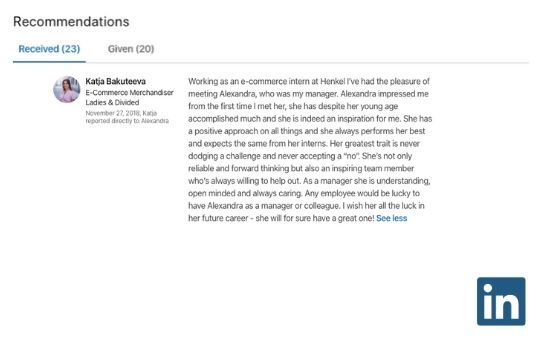 Recommendations
Received (23)
Given (20)
Katja Bakuteeva
E-Commerce Merchandiser
Ladies & Divided
November 27, 2018, Katja
reported directly to Alexandra
Working as an e-commerce intern at Henkel I've had the pleasure of
meeting Alexandra, who was my manager. Alexandra impressed me
from the first time I met her, she has despite her young age
accomplished much and she is indeed an inspiration for me. She has
a positive approach on all things and she always performs her best
and expects the same from her interns. Her greatest trait is never
dodging a challenge and never accepting a "no". She's not only
reliable and forward thinking but also an inspiring team member
who's always willing to help out. As a manager she is understanding,
open minded and always caring. Any employee would be lucky to
have Alexandra as a manager or colleague. I wish her all the luck in
her future career - she will for sure have a great one! See less
in